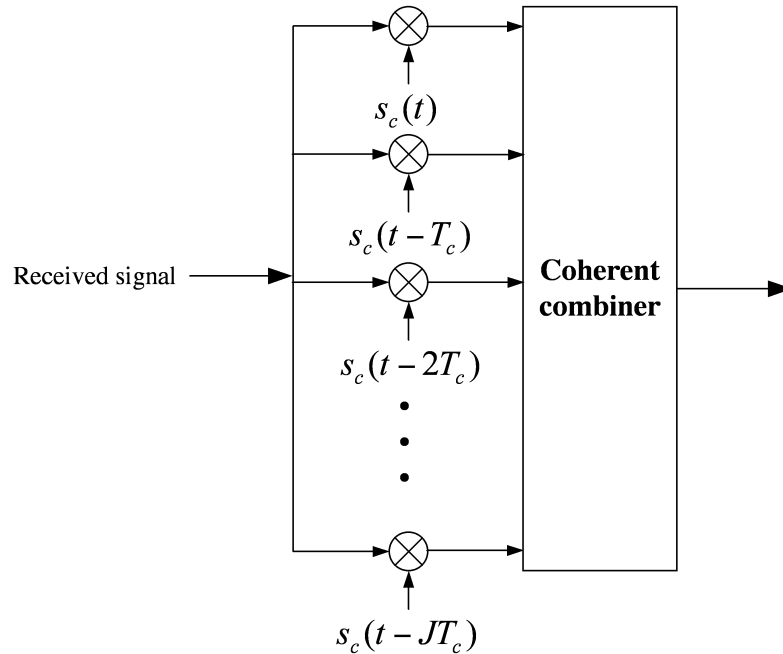 s_c(t)
s_c(t − T_c)
Received signal
Coherent
combiner
s_c(t − 2T_c)
s_c(t − JT_c)